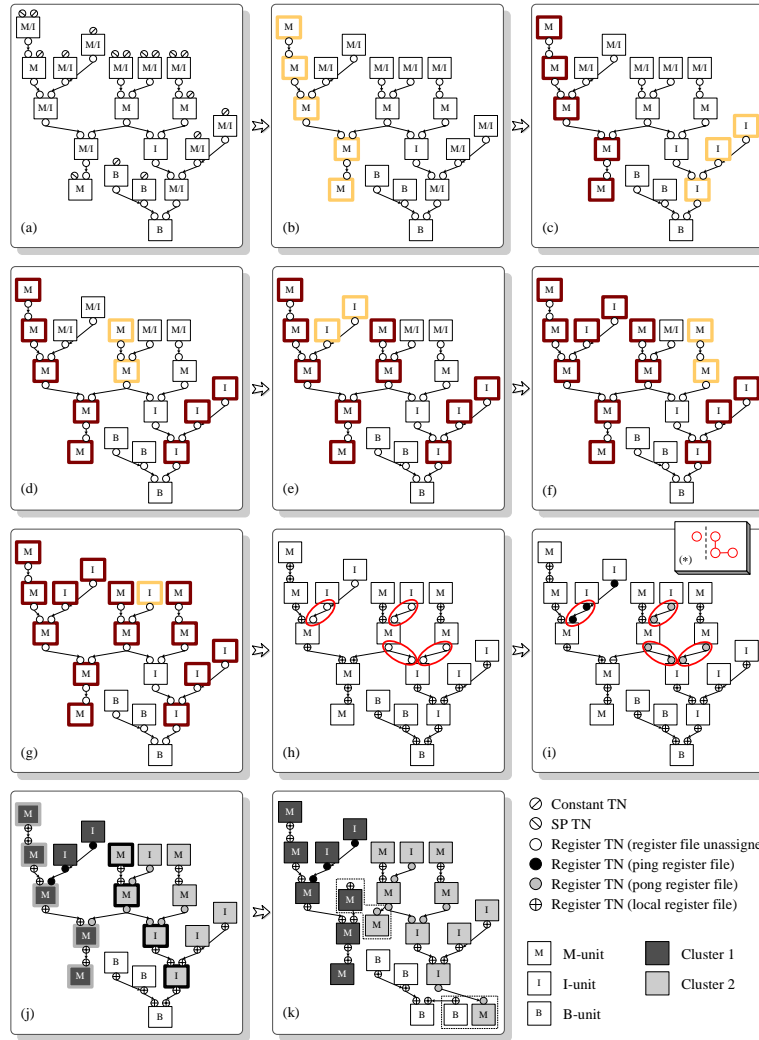 M/I
M/I
M M/I M/I M/I M/I
M/I M M
M/I
M/I I M/I
M B B M/I
(a) B
M
M/I
M M/I M/I M/I M/I
M M M
M/I
M I M/I
M B B M/I
(b) B
M
M/I
M M/I M/I M/I M/I
M M M
I
M I I
M B B I
(c) B
M
M/I
M M/I M M/I M/I
M M M
I
M I I
M B B I
(d) B
M
I
M I M M/I M/I
M M M
I
M I I
M B B I
(e) B
M
I
M I M M/I M
M M M
I
M I I
M B B I
(f) B
M
I
M I M I M
M M M
I
M I I
M B B I
(g) B
M
I
M I M I M
M M M
I
M I I
M B B I
(h) B
(*)
M
I
M I M I M
M M M
I
M I I
M B B I
(i) B
M
I
M I M I M
M M M
I
M I I
M B B I
(j) B
M
I
M I M I M
M M M M
I
M M I I
M B B I
(k) B B M
Constant TN
SP TN
Register TN (register file unassigne
Register TN (ping register file)
Register TN (pong register file)
Register TN (local register file)
M M-unit Cluster 1
I I-unit Cluster 2
B B-unit